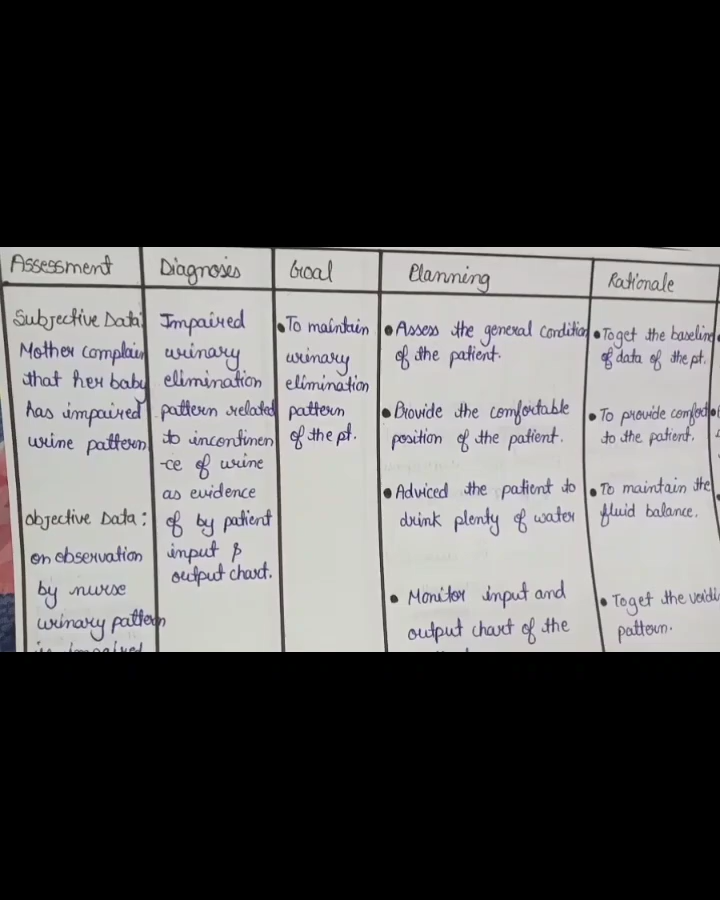 Assessment
Diagnosis
Goal
Planning
Rationale
Subjective Data:
Mother complain
that her baby
has impaired
urine pattern
Objective Data:
on observation
by nurse
urinary pattern
is impaired
Impaired
urinary
elimination
pattern related
to incontinen
-ce of urine
as evidence
of by patient
input &
output chart.
• To maintain
urinary
elimination
pattern
of the pt.
• Assess the general condition
of the patient.
• Provide the comfortable
position of the patient.
• Adviced the patient to
drink plenty of water
• Monitor input and
output chart of the
• To get the baseline
of data of the pt.
• To provide comfort
to the patient.
• To maintain the
fluid balance.
• To get the
pattern.